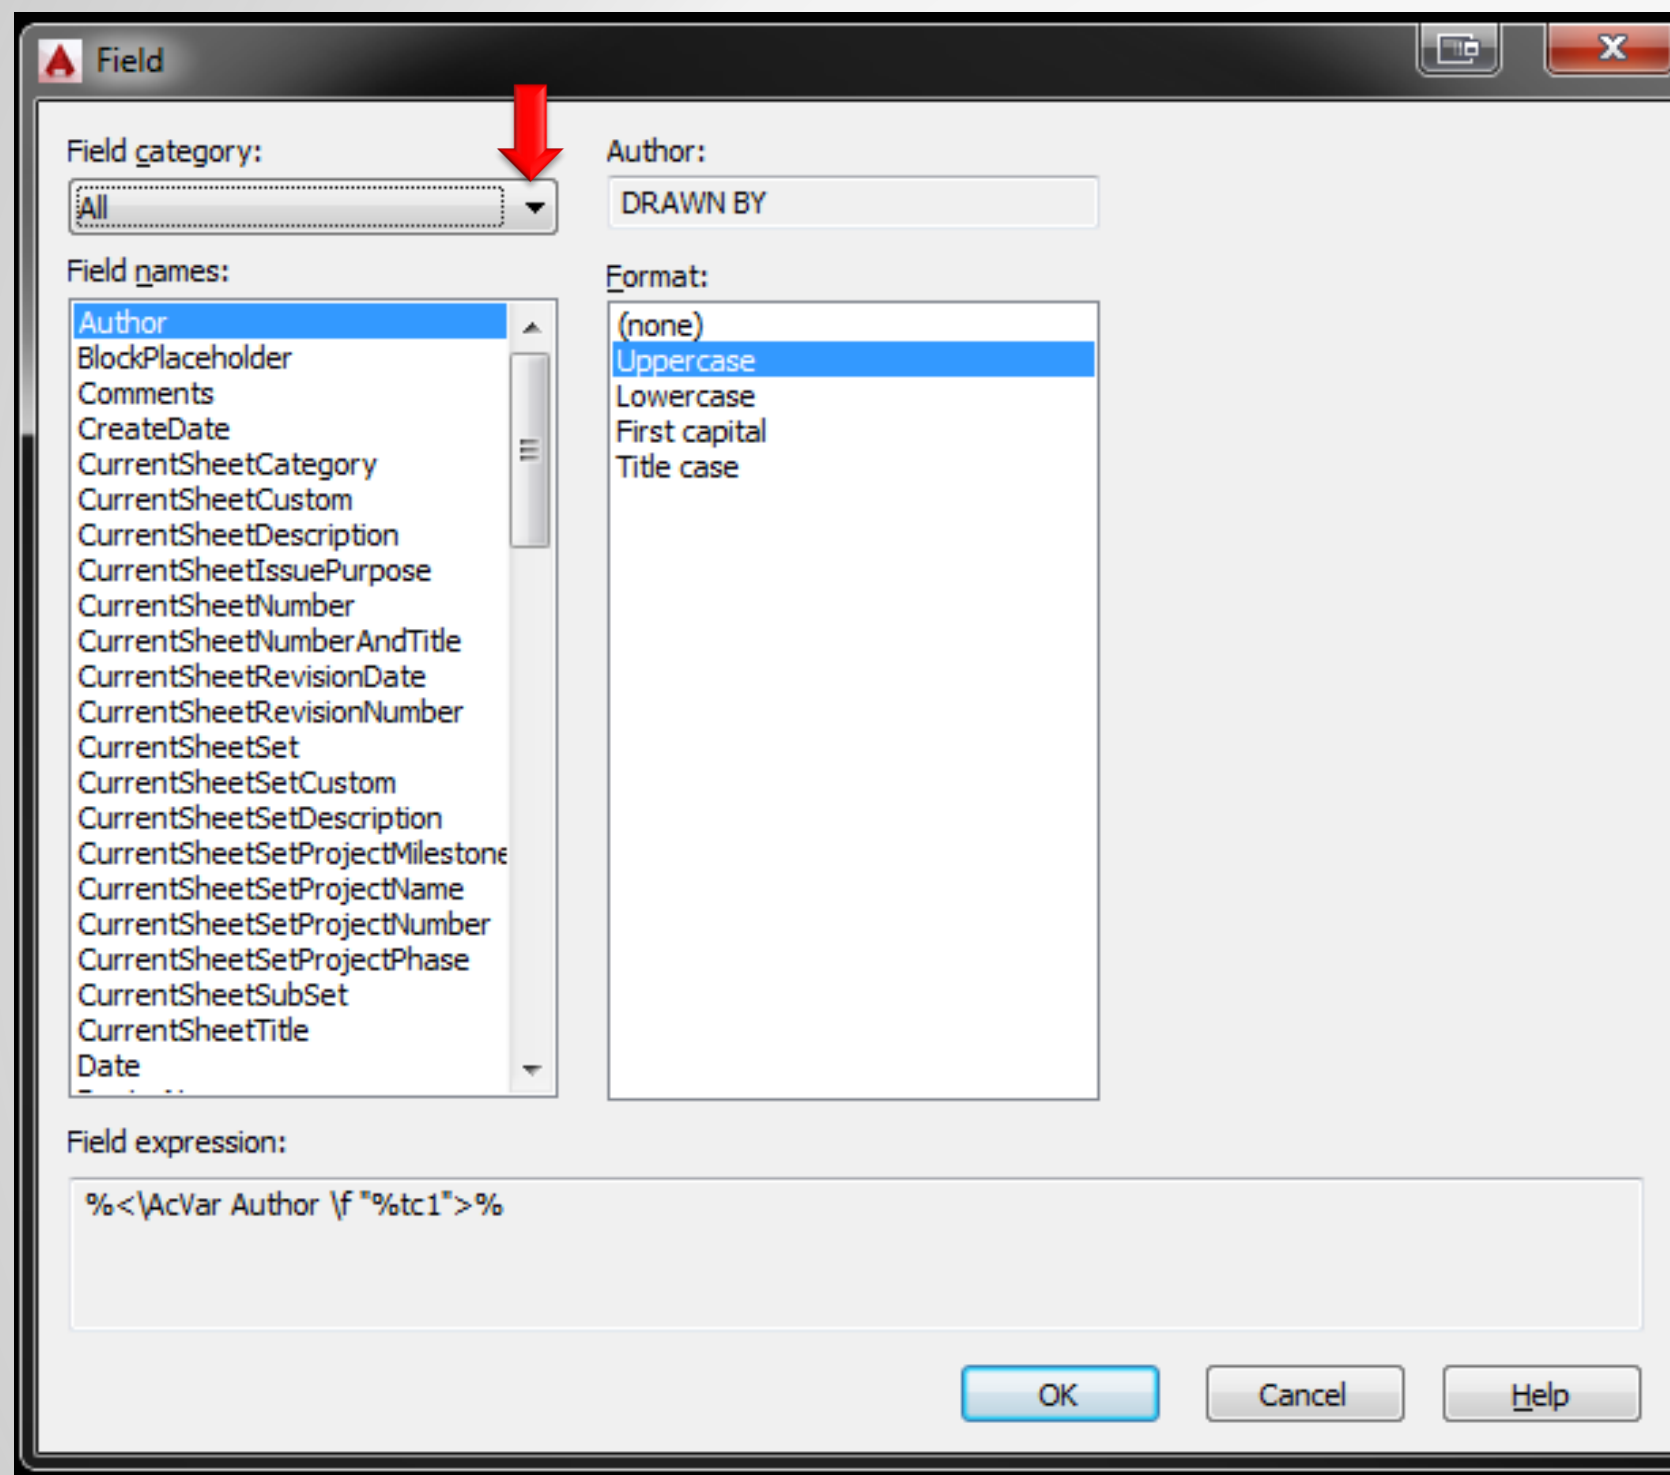 Field
Field category:
All
Field names:
Author
BlockPlaceholder
Comments
CreateDate
CurrentSheetCategory
CurrentSheetCustom
CurrentSheetDescription
CurrentSheetIssuePurpose
CurrentSheetNumber
CurrentSheetNumberAndTitle
CurrentSheetRevisionDate
CurrentSheetRevisionNumber
CurrentSheetSet
CurrentSheetSetCustom
CurrentSheetSetDescription
CurrentSheetSetProjectMilestone
CurrentSheetSetProjectName
CurrentSheetSetProjectNumber
CurrentSheetSetProjectPhase
CurrentSheetSubSet
CurrentSheetTitle
Date
Author:
DRAWN BY
Format:
(none)
Uppercase
Lowercase
First capital
Title case
Field expression:
%<\AcVar Author \f "%tc1">%
OK
Cancel
Help